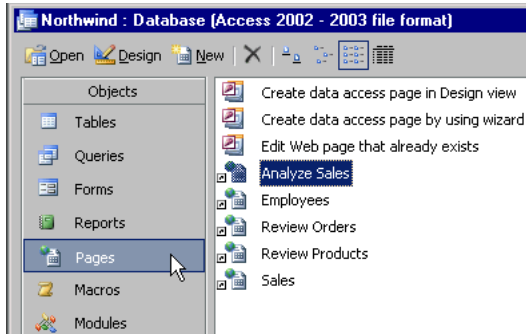 Northwind : Database (Access 2002 - 2003 file format)
Open Design New
Objects
Tables
Queries
Forms
Reports
Pages
Macros
Modules
Create data access page in Design view
Create data access page by using wizard
Edit Web page that already exists
Analyze Sales
Employees
Review Orders
Review Products
Sales